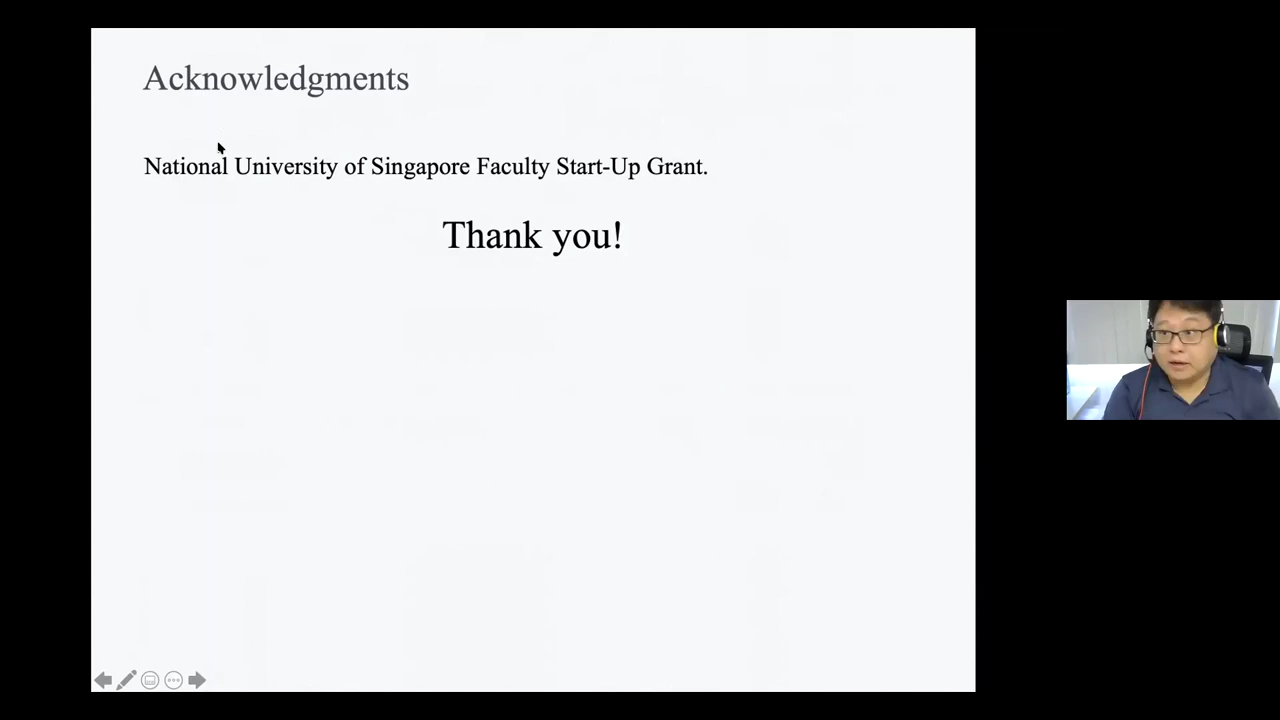 Acknowledgments
National University of Singapore Faculty Start-Up Grant.
Thank you!